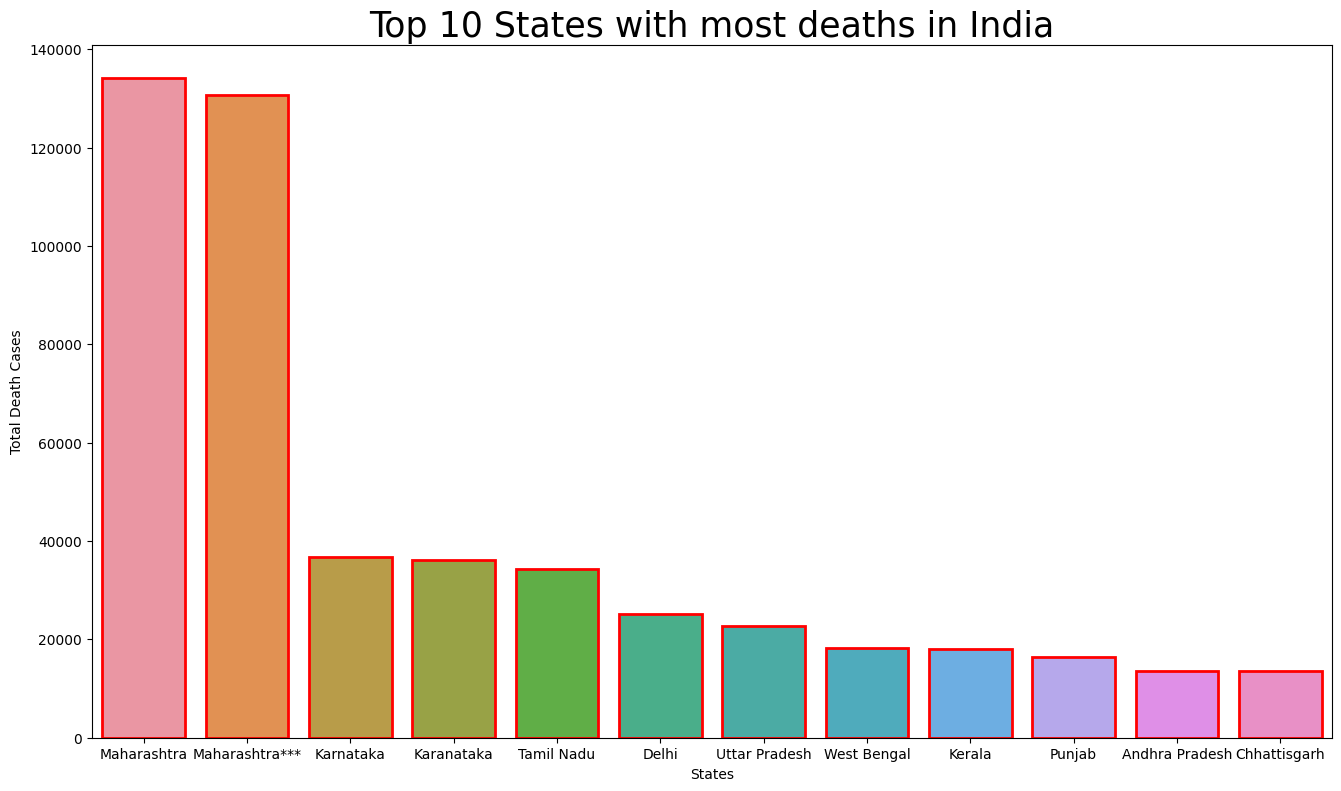 Top 10 States with most deaths in India
Total Death Cases
140000
120000
100000
80000
60000
40000
20000
0
Maharashtra Maharashtra*** Karnataka Karanataka Tamil Nadu Delhi Uttar Pradesh West Bengal Kerala Punjab Andhra Pradesh Chhattisgarh
States